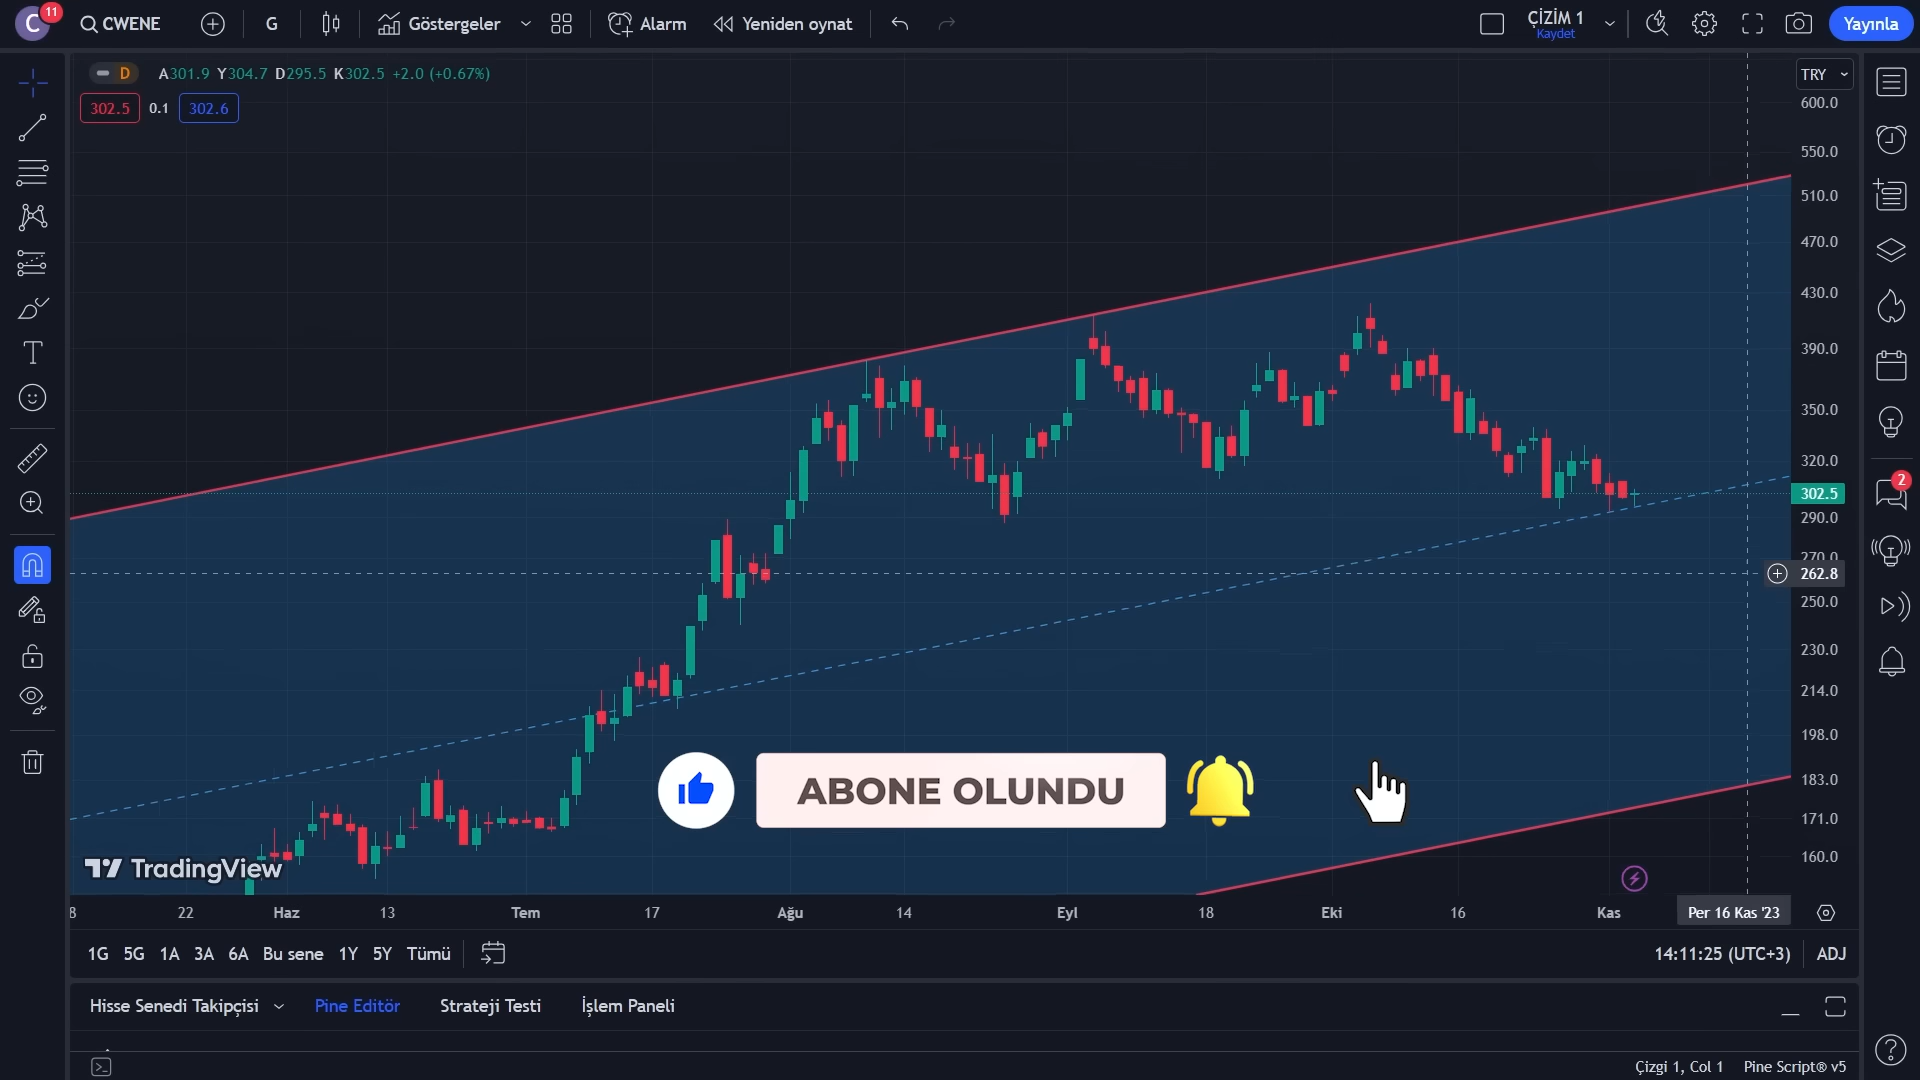 C
11
CWENE
G
Göstergeler
Alarm
Yeniden oynat
ÇİZİM 1
Kaydet
Yayınla
D A301.9 Y304.7 D295.5 K302.5 +2.0 (+0.67%)
302.5 0.1 302.6
TRY
600.0
550.0
510.0
470.0
430.0
390.0
350.0
320.0
302.5
290.0
270.0
262.8
250.0
230.0
214.0
198.0
183.0
171.0
160.0
2
ABONE OLUNDU
TradingView
8 22 Haz 13 Tem 17 Ağu 14 Eyl 18 Eki 16 Kas Per 16 Kas '23
1G 5G 1A 3A 6A Bu sene 1Y 5Y Tümü
14:11:25 (UTC+3) ADJ
Hisse Senedi Takipçisi Pine Editör Strateji Testi İşlem Paneli
Çizgi 1, Col 1 Pine Script® v5